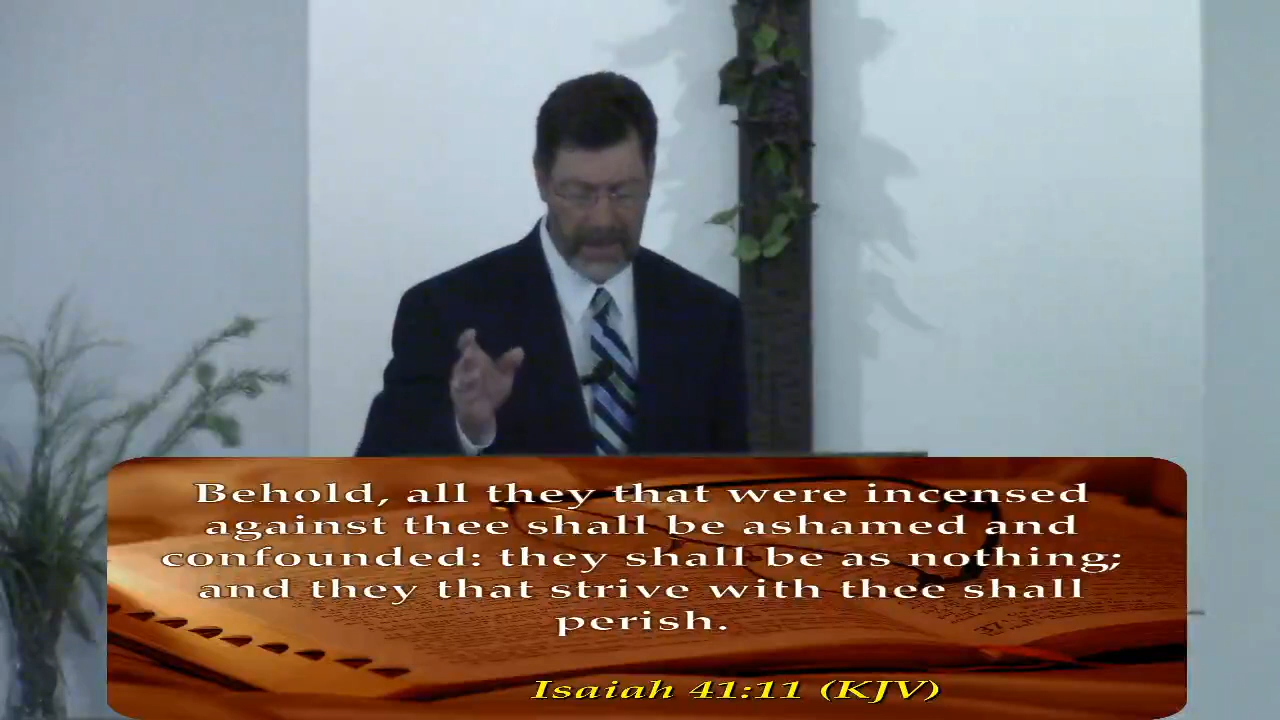 Behold, all they that were incensed
against thee shall be ashamed and
confounded: they shall be as nothing;
and they that strive with thee shall
perish.
Isaiah 41:11 (KJV)